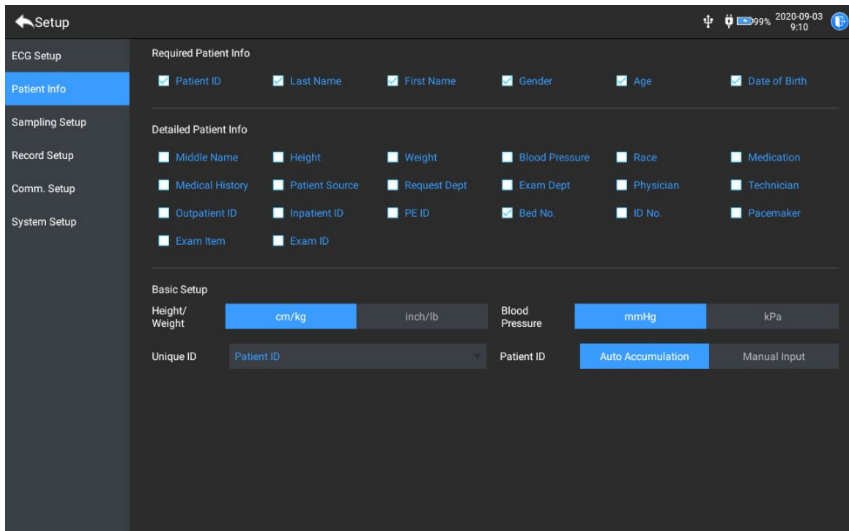 Setup
99% 2020-09-03
9:10
ECG Setup
Patient Info
Sampling Setup
Record Setup
Comm. Setup
System Setup
Required Patient Info
Patient ID Last Name First Name Gender Age Date of Birth
Detailed Patient Info
Middle Name Height Weight Blood Pressure Race Medication
Medical History Patient Source Request Dept Exam Dept Physician Technician
Outpatient ID Inpatient ID PE ID Bed No. ID No. Pacemaker
Exam Item Exam ID
Basic Setup
Height/
Weight cm/kg inch/lb Blood
Pressure mmHg kPa
Unique ID Patient ID Patient ID Auto Accumulation Manual Input